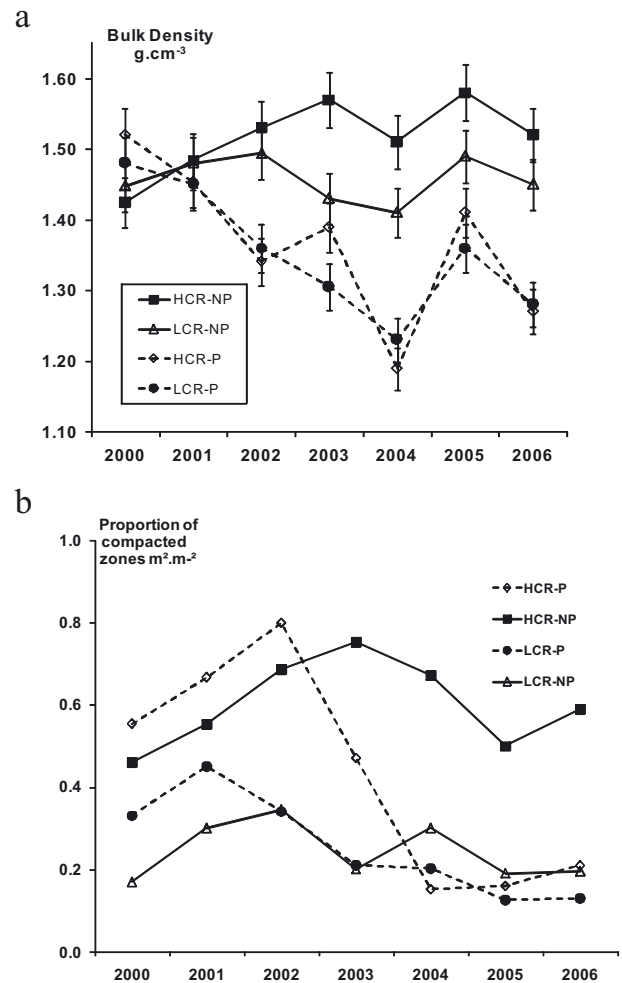 a
Bulk Density
g.cm⁻³
1.60
1.50
1.40
1.30
1.20
1.10
HCR-NP
LCR-NP
HCR-P
LCR-P
2000 2001 2002 2003 2004 2005 2006
b
Proportion of
compacted
zones m².m⁻²
1.0
0.8
0.6
0.4
0.2
0.0
HCR-P
HCR-NP
LCR-P
LCR-NP
2000 2001 2002 2003 2004 2005 2006